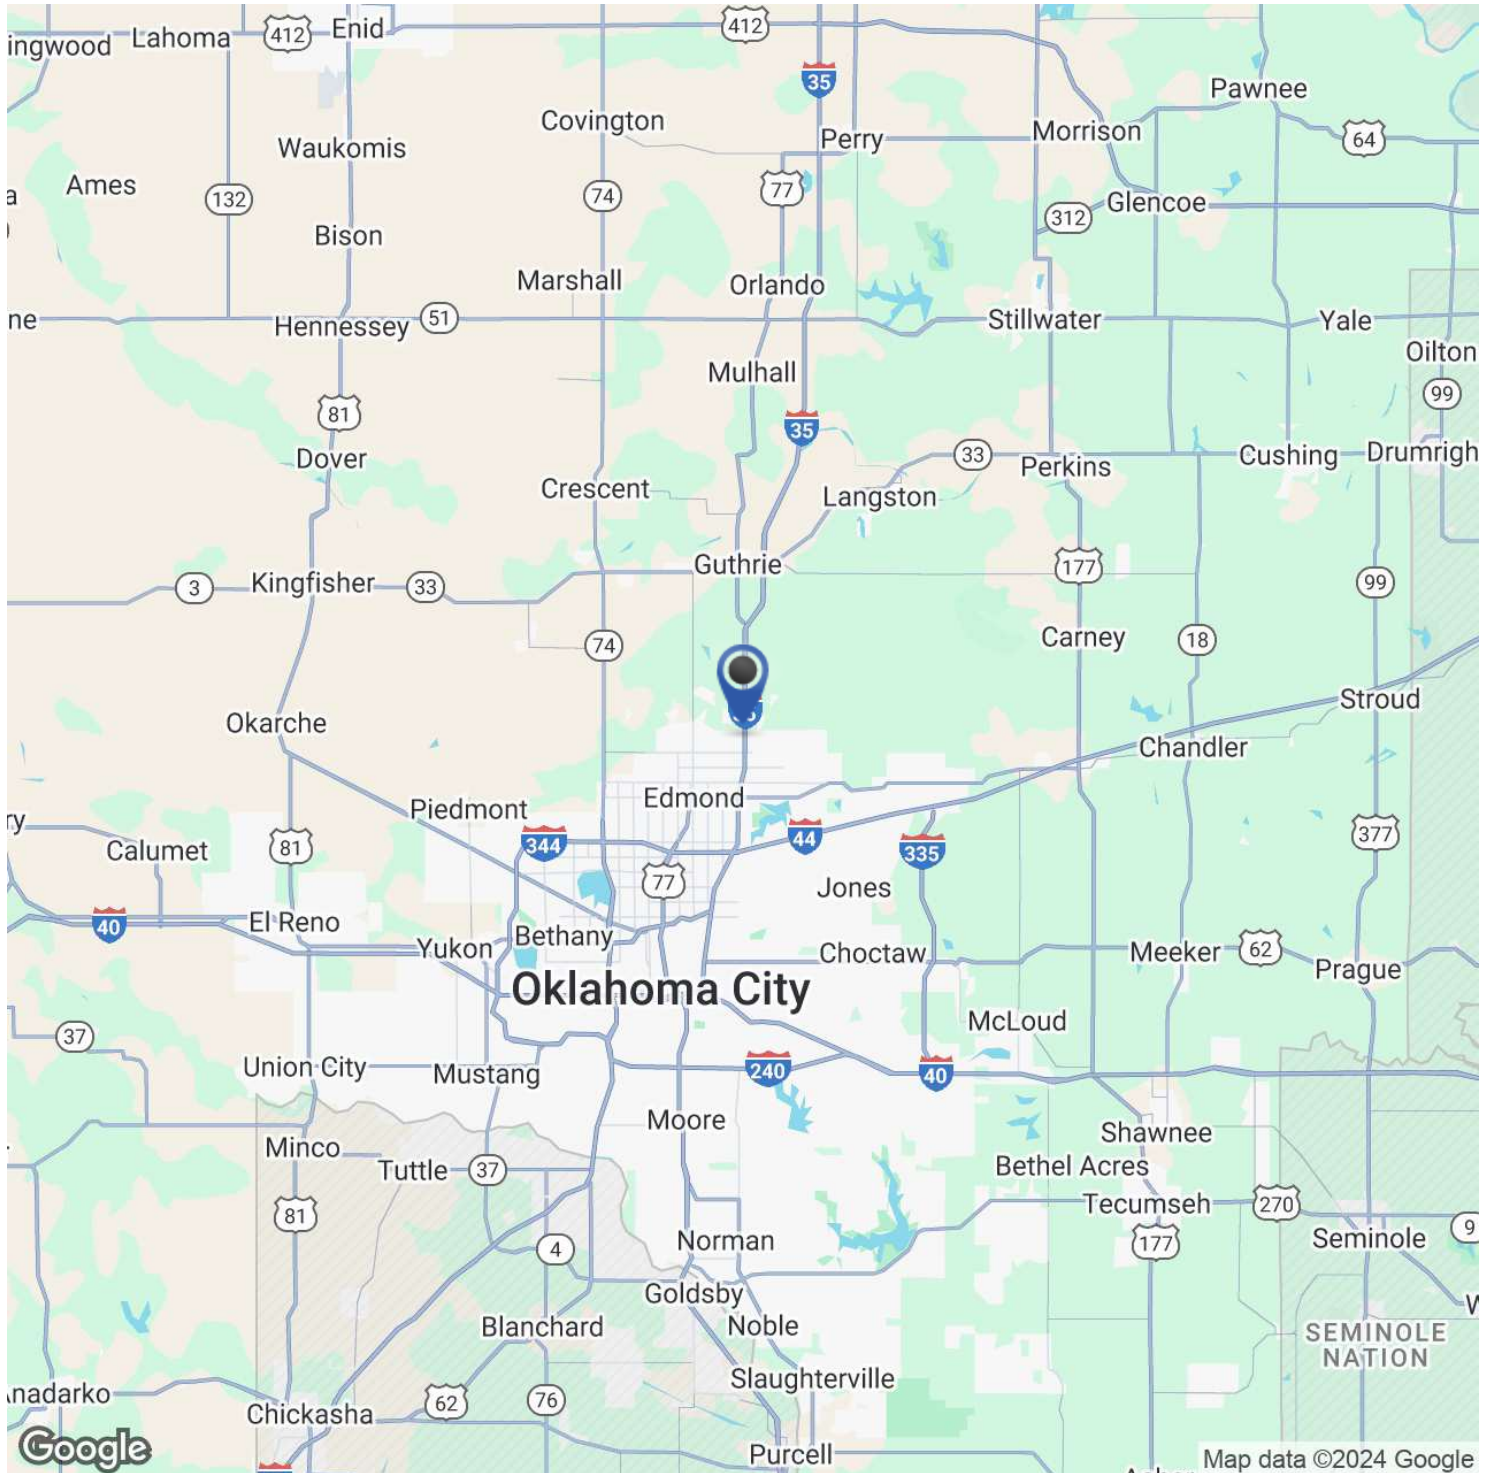 412
ingwood
Lahoma
412
Enid
35
Pawnee
Covington
Perry
Morrison
64
Waukomis
Ames
132
74
77
312
Glencoe
a
Bison
Marshall
Orlando
ne
Hennessey
51
Stillwater
Yale
Oilton
Mulhall
99
81
35
Dover
33
Perkins
Cushing
Drumrigh
Crescent
Langston
Guthrie
177
3
Kingfisher
33
99
74
Carney
18
Stroud
Okarche
Chandler
Edmond
Piedmont
ry
Calumet
81
344
44
335
377
77
Jones
40
El Reno
Yukon
Bethany
Choctaw
Meeker
62
Prague
Oklahoma City
McLoud
37
Union City
Mustang
240
40
Moore
Shawnee
Minco
Tuttle
37
Bethel Acres
Tecumseh
270
81
9
Norman
4
177
Seminole
Goldsby
Blanchard
Noble
W
SEMINOLE
NATION
Slaughterville
Anadarko
62
76
Chickasha
Google
Purcell
Map data ©2024 Google